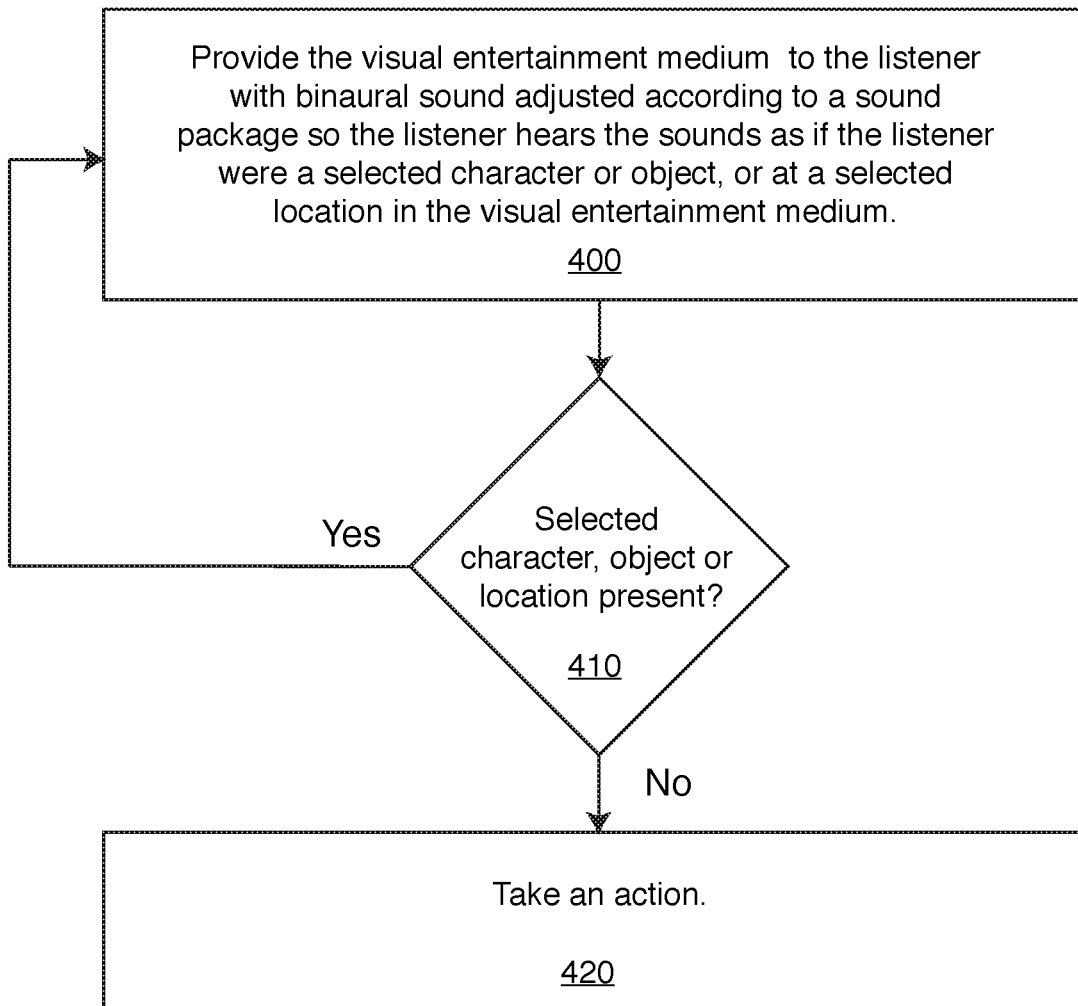 Provide the visual entertainment medium to the listener
with binaural sound adjusted according to a sound
package so the listener hears the sounds as if the listener
were a selected character or object, or at a selected
location in the visual entertainment medium.
400
Yes
Selected
character, object or
location present?
410
No
Take an action.
420